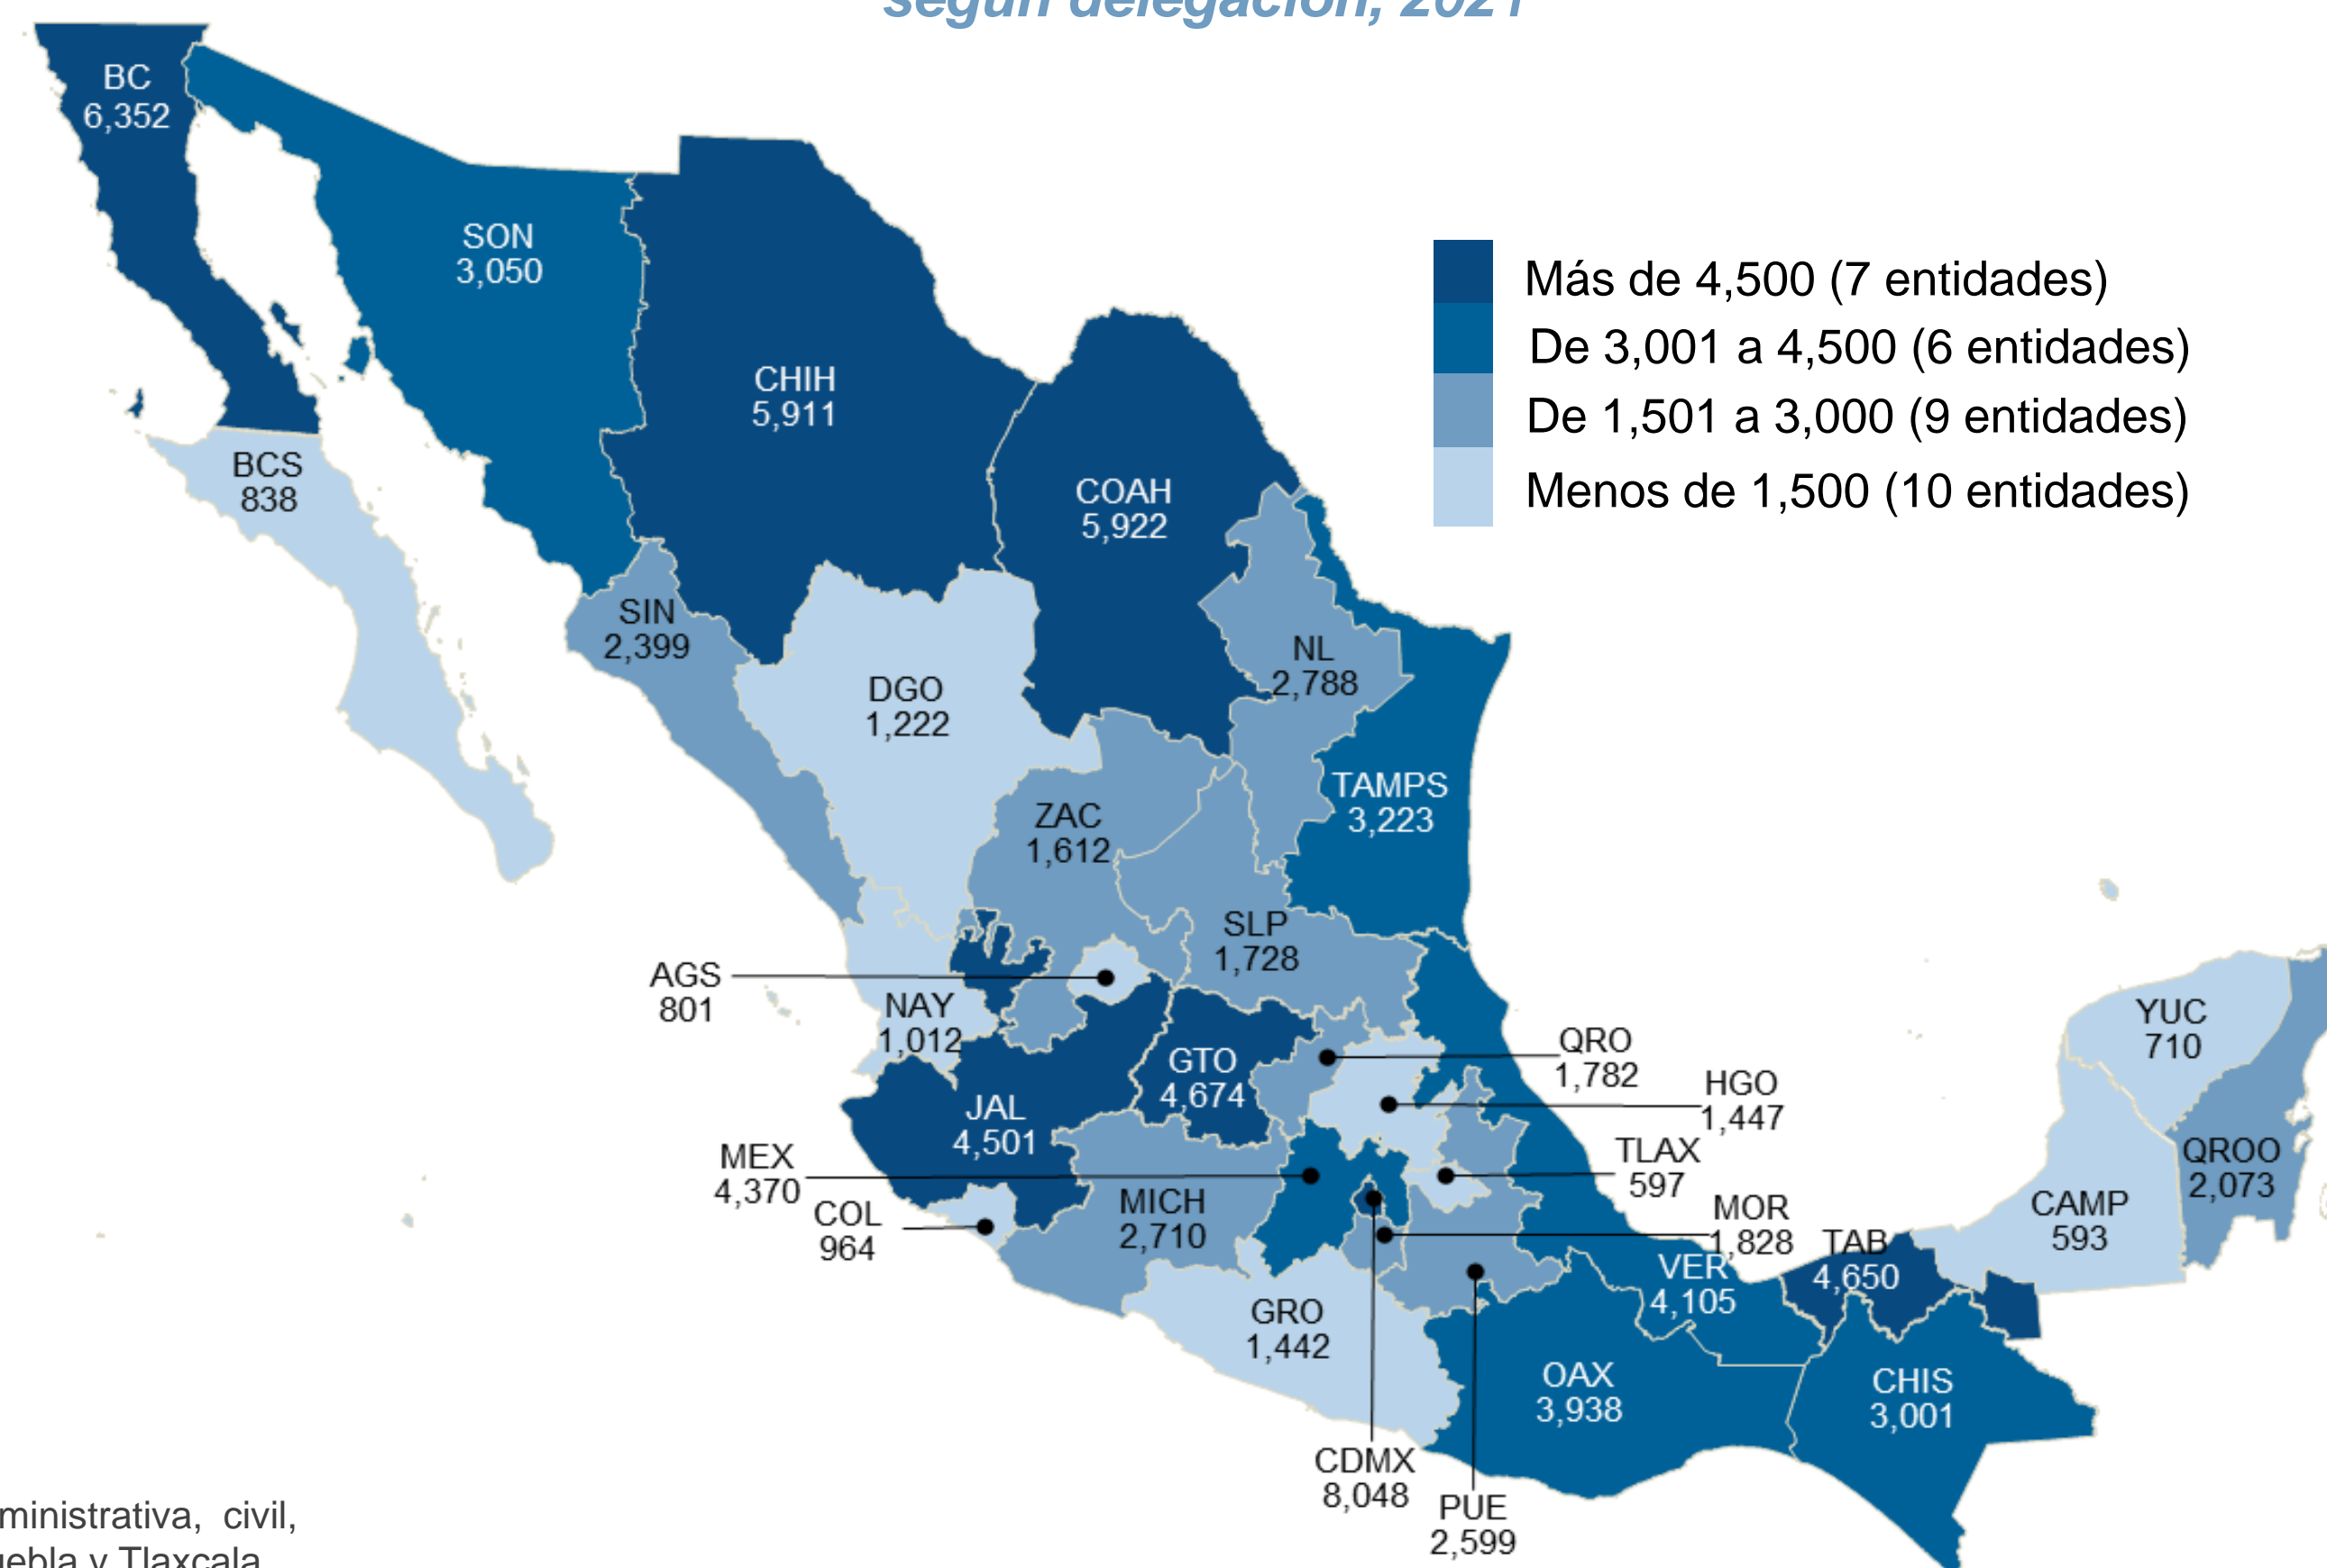 según delegación, 2021
BC
6,352
SON
3,050
CHIH
5,911
COAH
5,922
Más de 4,500 (7 entidades)
De 3,001 a 4,500 (6 entidades)
De 1,501 a 3,000 (9 entidades)
Menos de 1,500 (10 entidades)
BCS
838
SIN
2,399
NL
2,788
DGO
1,222
TAMPS
3,223
ZAC
1,612
SLP
1,728
AGS
801
NAY
1,012
YUC
710
GTO
4,674
QRO
1,782
HGO
1,447
JAL
4,501
MEX
4,370
TLAX
597
QROO
2,073
COL
964
MICH
2,710
MOR
1,828
CAMP
593
TAB
4,650
VER
4,105
GRO
1,442
OAX
3,938
CHIS
3,001
CDMX
8,048
PUE
2,599
ministrativa, civil,
uebla y Tlaxcala